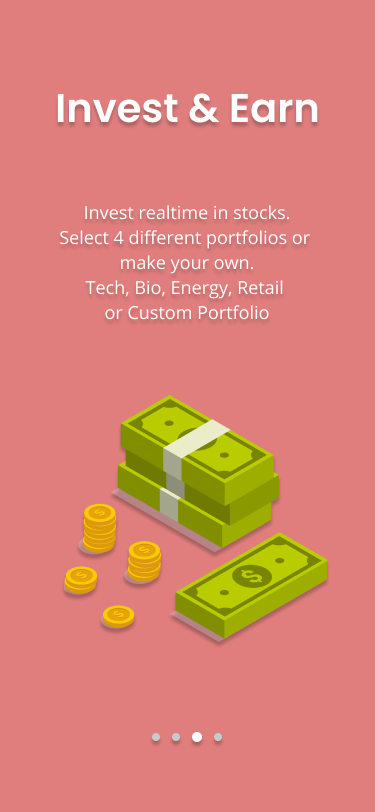 Invest & Earn
Invest realtime in stocks.
Select 4 different portfolios or
make your own.
Tech, Bio, Energy, Retail
or Custom Portfolio